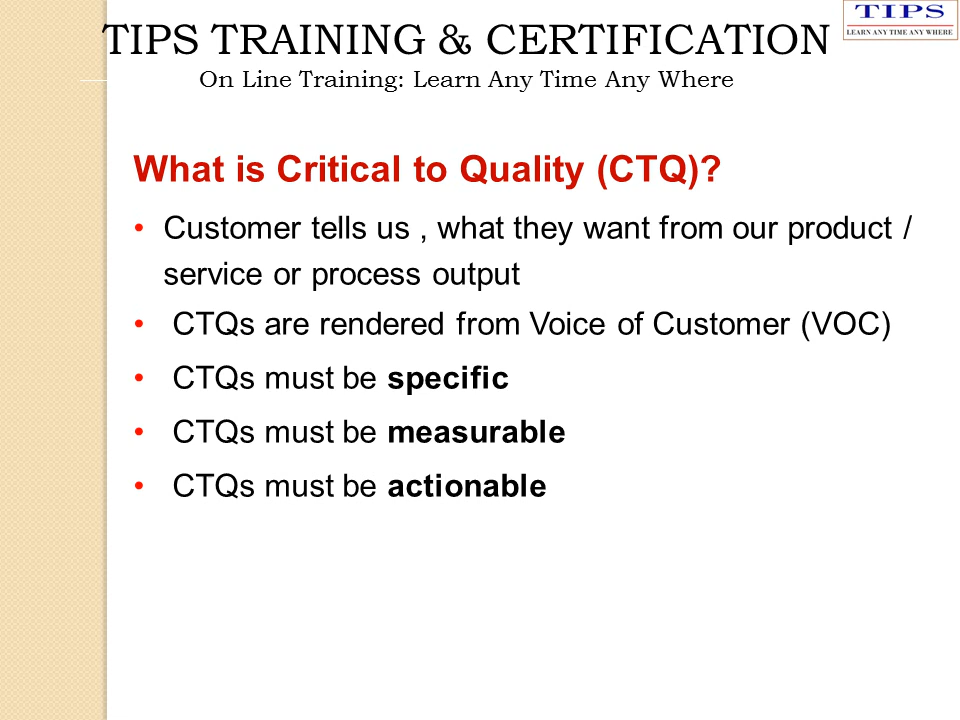 TIPS TRAINING & CERTIFICATION
On Line Training: Learn Any Time Any Where
TIPS
LEARN ANY TIME ANY WHERE
What is Critical to Quality (CTQ)?
• Customer tells us , what they want from our product /
service or process output
• CTQs are rendered from Voice of Customer (VOC)
• CTQs must be specific
• CTQs must be measurable
• CTQs must be actionable